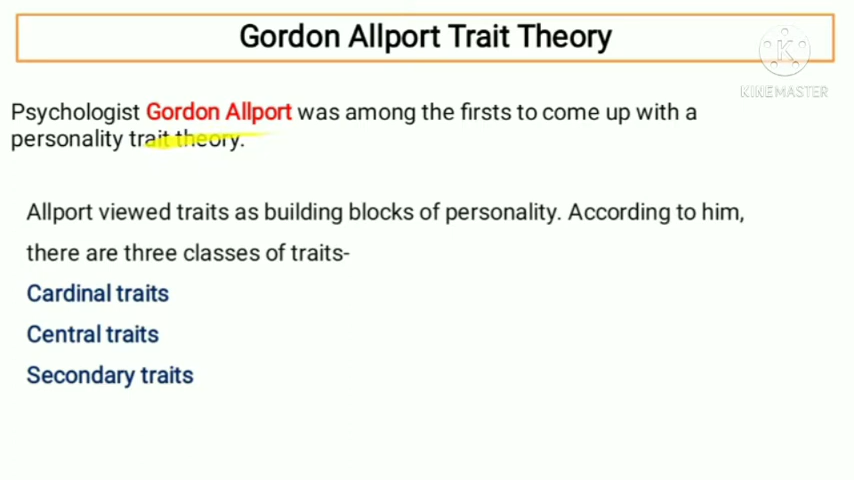 Gordon Allport Trait Theory
K
KINEMASTER
Psychologist Gordon Allport was among the firsts to come up with a
personality trait theory.
Allport viewed traits as building blocks of personality. According to him,
there are three classes of traits-
Cardinal traits
Central traits
Secondary traits